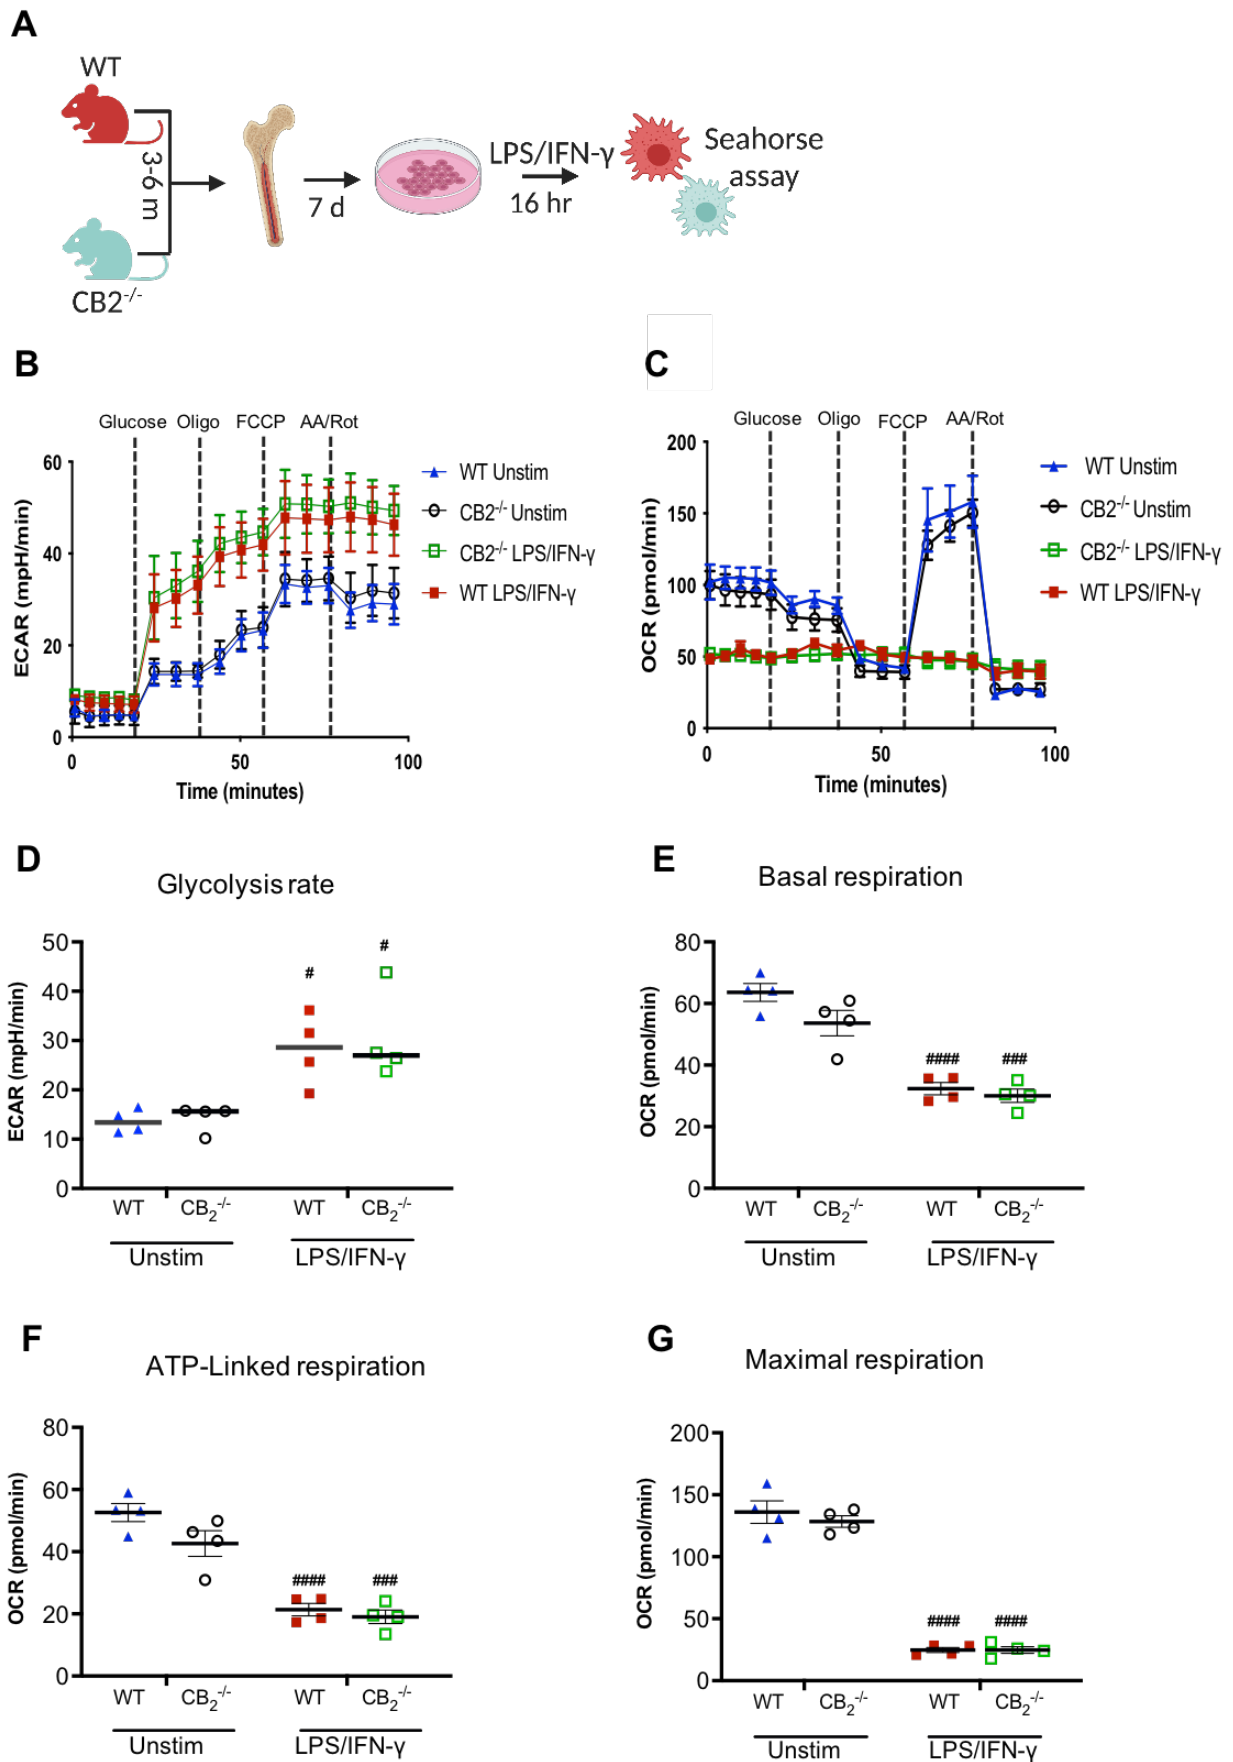 A
WT
3-6 m
CB2-/-
7 d
LPS/IFN-γ
16 hr
Seahorse
assay
B
Glucose Oligo FCCP AA/Rot
60
40
20
0
ECAR (mpH/min)
0 50 100
Time (minutes)
WT Unstim
CB2-/- Unstim
CB2-/- LPS/IFN-γ
WT LPS/IFN-γ
C
Glucose Oligo FCCP AA/Rot
200
150
100
50
0
OCR (pmol/min)
0 50 100
Time (minutes)
WT Unstim
CB2-/- Unstim
CB2-/- LPS/IFN-γ
WT LPS/IFN-γ
D
Glycolysis rate
50
40
30
20
10
0
ECAR (mpH/min)
# #
WT CB2-/- WT CB2-/-
Unstim LPS/IFN-γ
E
Basal respiration
80
60
40
20
0
OCR (pmol/min)
#### ###
WT CB2-/- WT CB2-/-
Unstim LPS/IFN-γ
F
ATP-Linked respiration
80
60
40
20
0
OCR (pmol/min)
#### ###
WT CB2-/- WT CB2-/-
Unstim LPS/IFN-γ
G
Maximal respiration
200
150
100
50
0
OCR (pmol/min)
#### ####
WT CB2-/- WT CB2-/-
Unstim LPS/IFN-γ